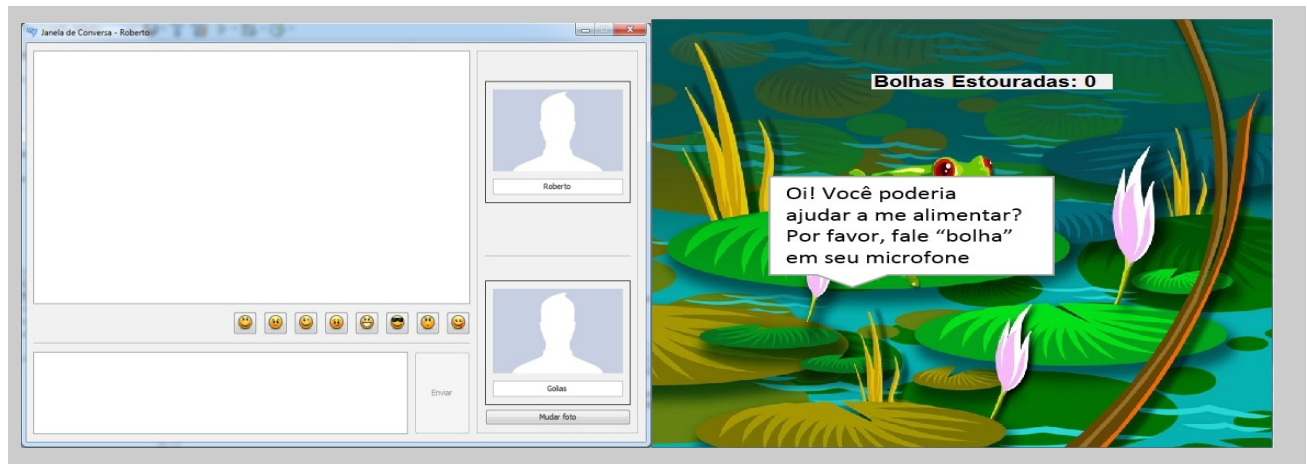 Janela de Conversa - Roberto
Roberto
Enviar
Golias
Mudar foto
Bolhas Estouradas: 0
Oi! Você poderia
ajudar a me alimentar?
Por favor, fale “bolha”
em seu microfone